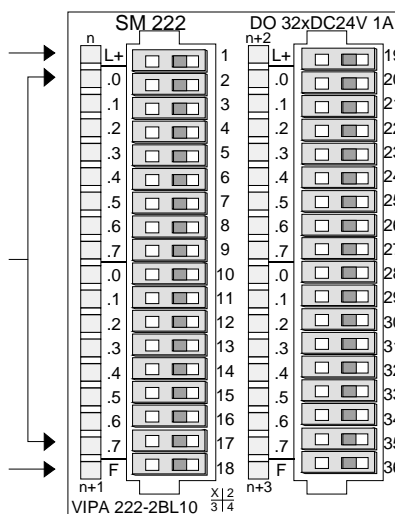 SM 222 DO 32xDC24V 1A
n n+2
L+ 1 L+ 19
.0 2 .0 20
.1 3 .1 21
.2 4 .2 22
.3 5 .3 23
.4 6 .4 24
.5 7 .5 25
.6 8 .6 26
.7 9 .7 27
.0 10 .0 28
.1 11 .1 29
.2 12 .2 30
.3 13 .3 31
.4 14 .4 32
.5 15 .5 33
.6 16 .6 34
.7 17 .7 35
F 18 F 36
n+1 n+3
VIPA 222-2BL10 X 2
3 4